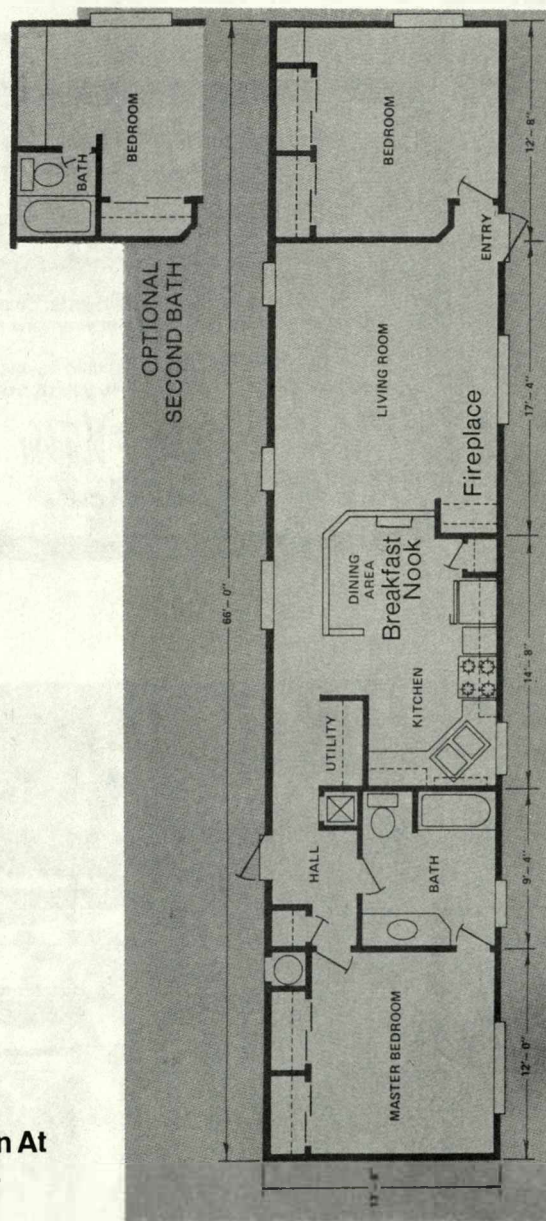 BEDROOM
BATH
OPTIONAL
SECOND BATH
66'-0"
BEDROOM
12'-8"
ENTRY
LIVING ROOM
17'-4"
Fireplace
DINING
AREA
Breakfast
Nook
KITCHEN
14'-8"
UTILITY
HALL
BATH
9'-4"
MASTER BEDROOM
12'-0"
n At